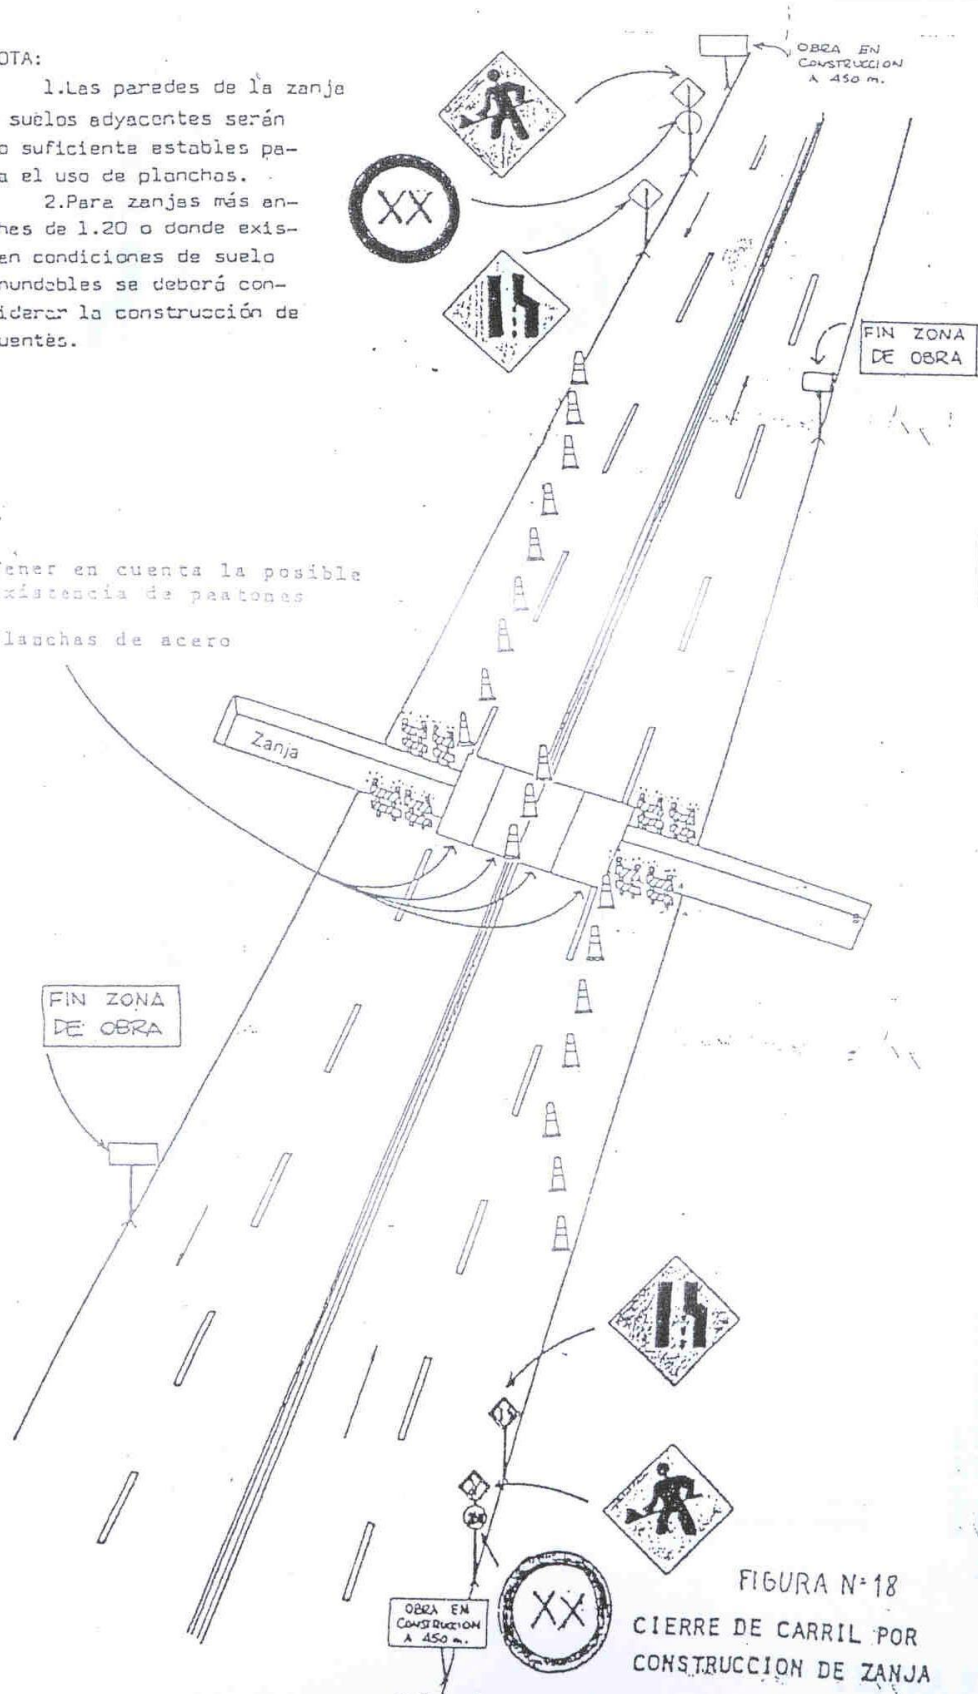 OTA:
1.Las paredes de la zanja
suelos adyacentes serán
o suficiente estables pa-
a el uso de planchas.
2.Para zanjas más an-
hes de 1.20 o donde exis-
en condiciones de suelo
nundables se deberá con-
iderar la construcción de
uentes.
OBRA EN
CONSTRUCCION
A 450 m.
XX
FIN ZONA
DE OBRA
ener en cuenta la posible
xistencia de peatones
lanchas de acero
Zanja
FIN ZONA
DE OBRA
OBRA EN
CONSTRUCCION
A 450 m.
XX
FIGURA Nº 18
CIERRE DE CARRIL POR
CONSTRUCCION DE ZANJA